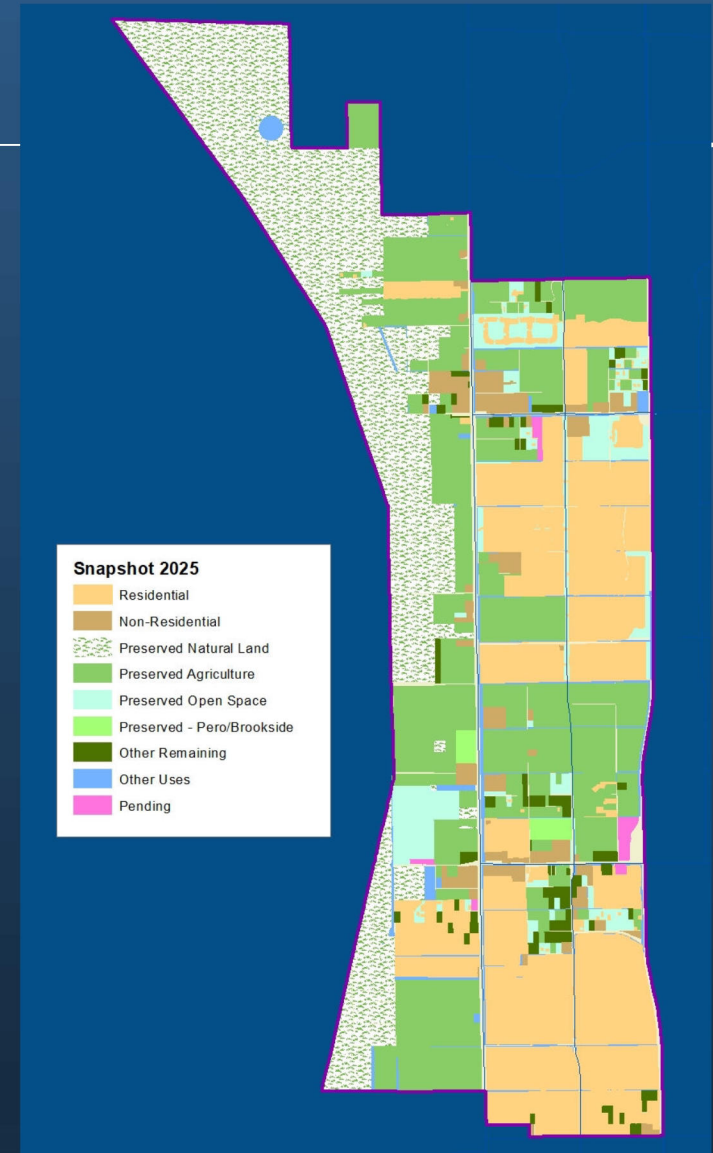 Snapshot 2025
Residential
Non-Residential
Preserved Natural Land
Preserved Agriculture
Preserved Open Space
Preserved - Pero/Brookside
Other Remaining
Other Uses
Pending